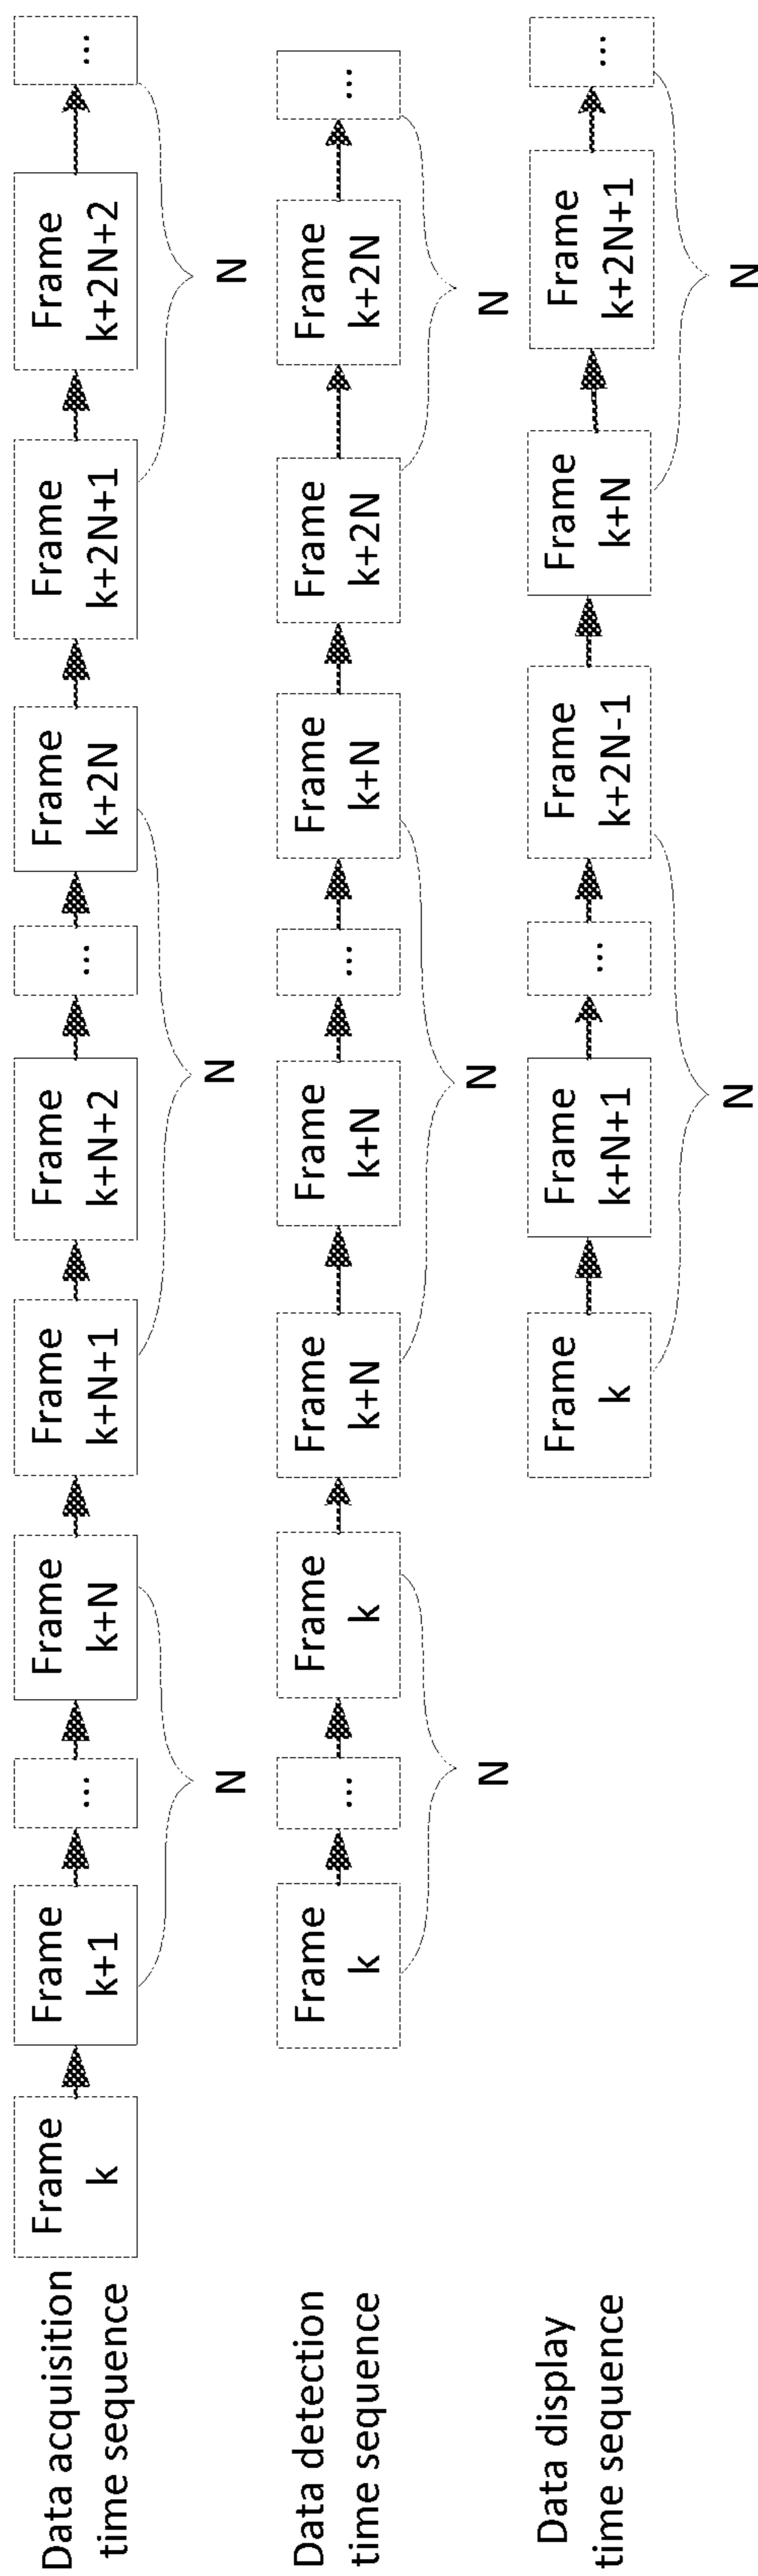 Data acquisition
time sequence
Frame
k
Frame
k+1
...
Frame
k+N
Frame
k+N+1
Frame
k+N+2
...
Frame
k+2N
Frame
k+2N+1
Frame
k+2N+2
...
N
N
N
Data detection
time sequence
Frame
k
...
Frame
k
Frame
k+N
Frame
k+N
...
Frame
k+N
Frame
k+2N
Frame
k+2N
...
N
N
N
Data display
time sequence
Frame
k
Frame
k+N+1
...
Frame
k+2N-1
Frame
k+N
Frame
k+2N+1
...
N
N